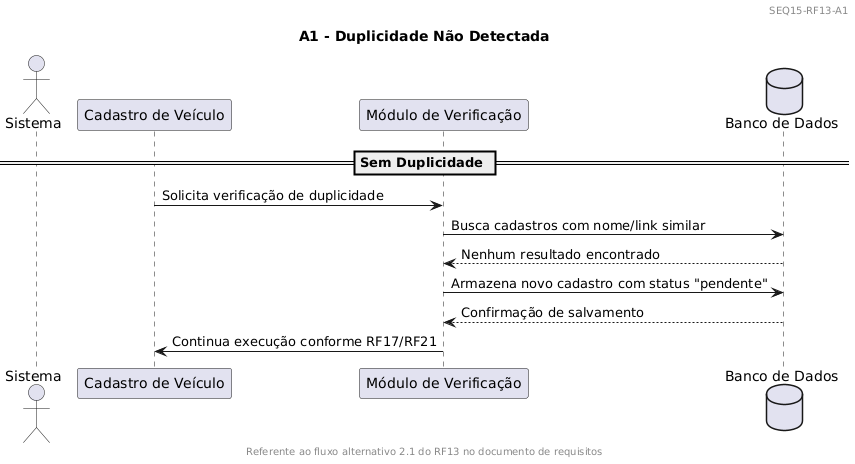 SEQ15-RF13-A1
A1 - Duplicidade Não Detectada
Sistema
Cadastro de Veículo
Módulo de Verificação
Banco de Dados
Sem Duplicidade
Solicita verificação de duplicidade
Busca cadastros com nome/link similar
Nenhum resultado encontrado
Armazena novo cadastro com status "pendente"
Confirmação de salvamento
Continua execução conforme RF17/RF21
Sistema
Cadastro de Veículo
Módulo de Verificação
Banco de Dados
Referente ao fluxo alternativo 2.1 do RF13 no documento de requisitos